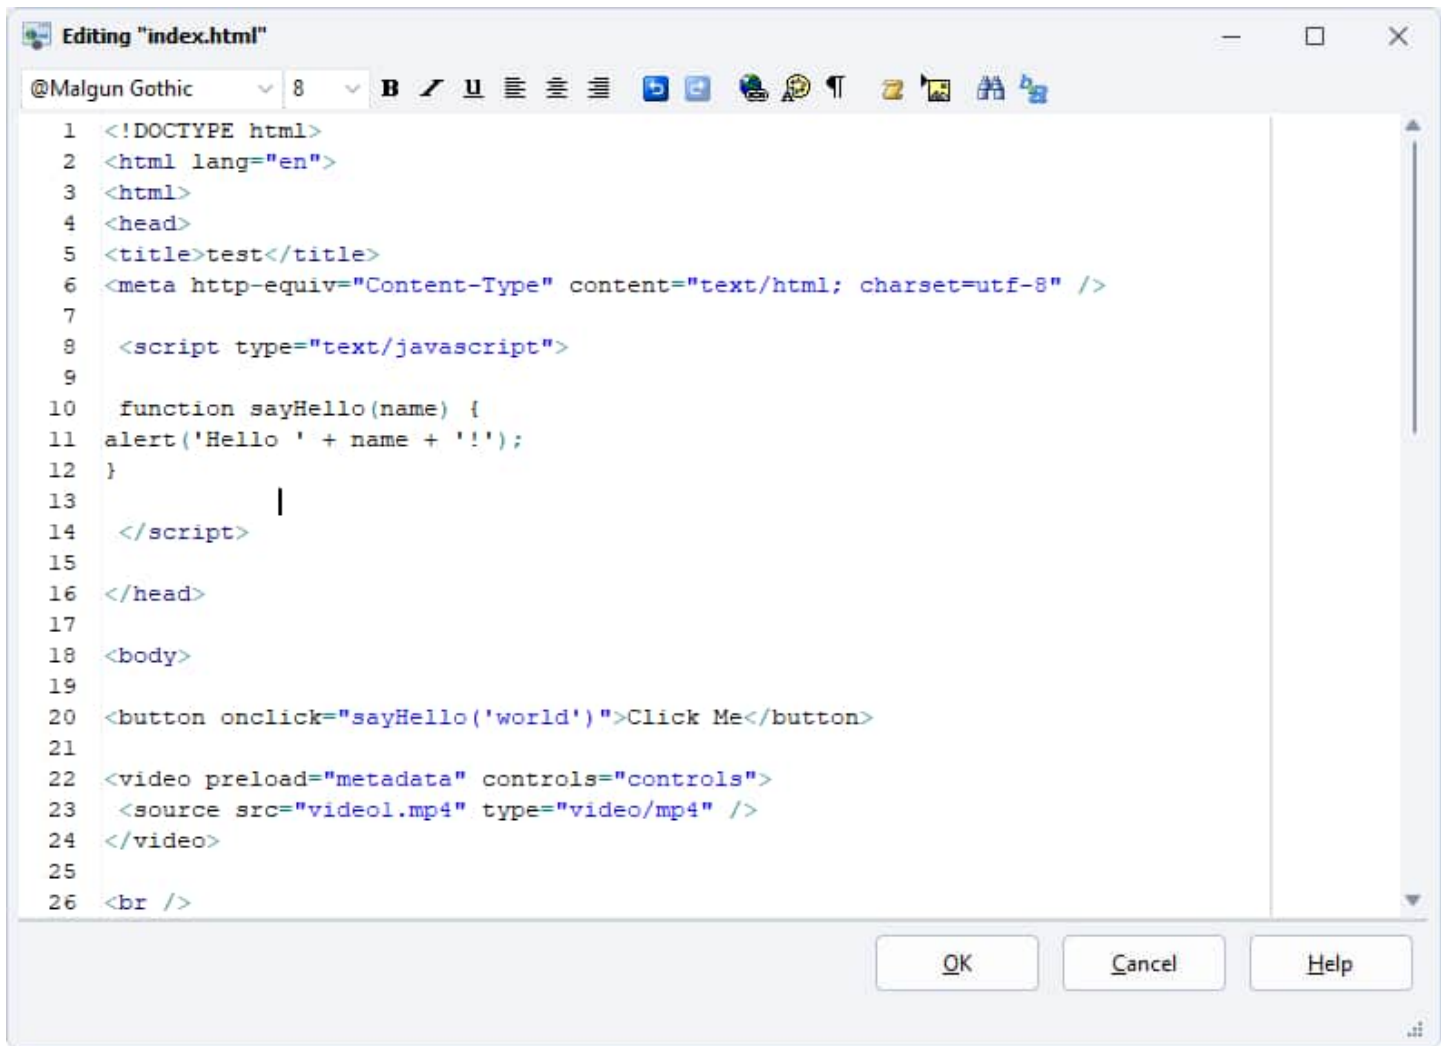 Editing "index.html"
@Malgun Gothic 8 B I U
1 <!DOCTYPE html>
2 <html lang="en">
3 <html>
4 <head>
5 <title>test</title>
6 <meta http-equiv="Content-Type" content="text/html; charset=utf-8" />
7
8 <script type="text/javascript">
9
10 function sayHello(name) {
11 alert('Hello ' + name + '!');
12 }
13
14 </script>
15
16 </head>
17
18 <body>
19
20 <button onclick="sayHello('world')">Click Me</button>
21
22 <video preload="metadata" controls="controls">
23 <source src="video1.mp4" type="video/mp4" />
24 </video>
25
26 <br />
OK Cancel Help